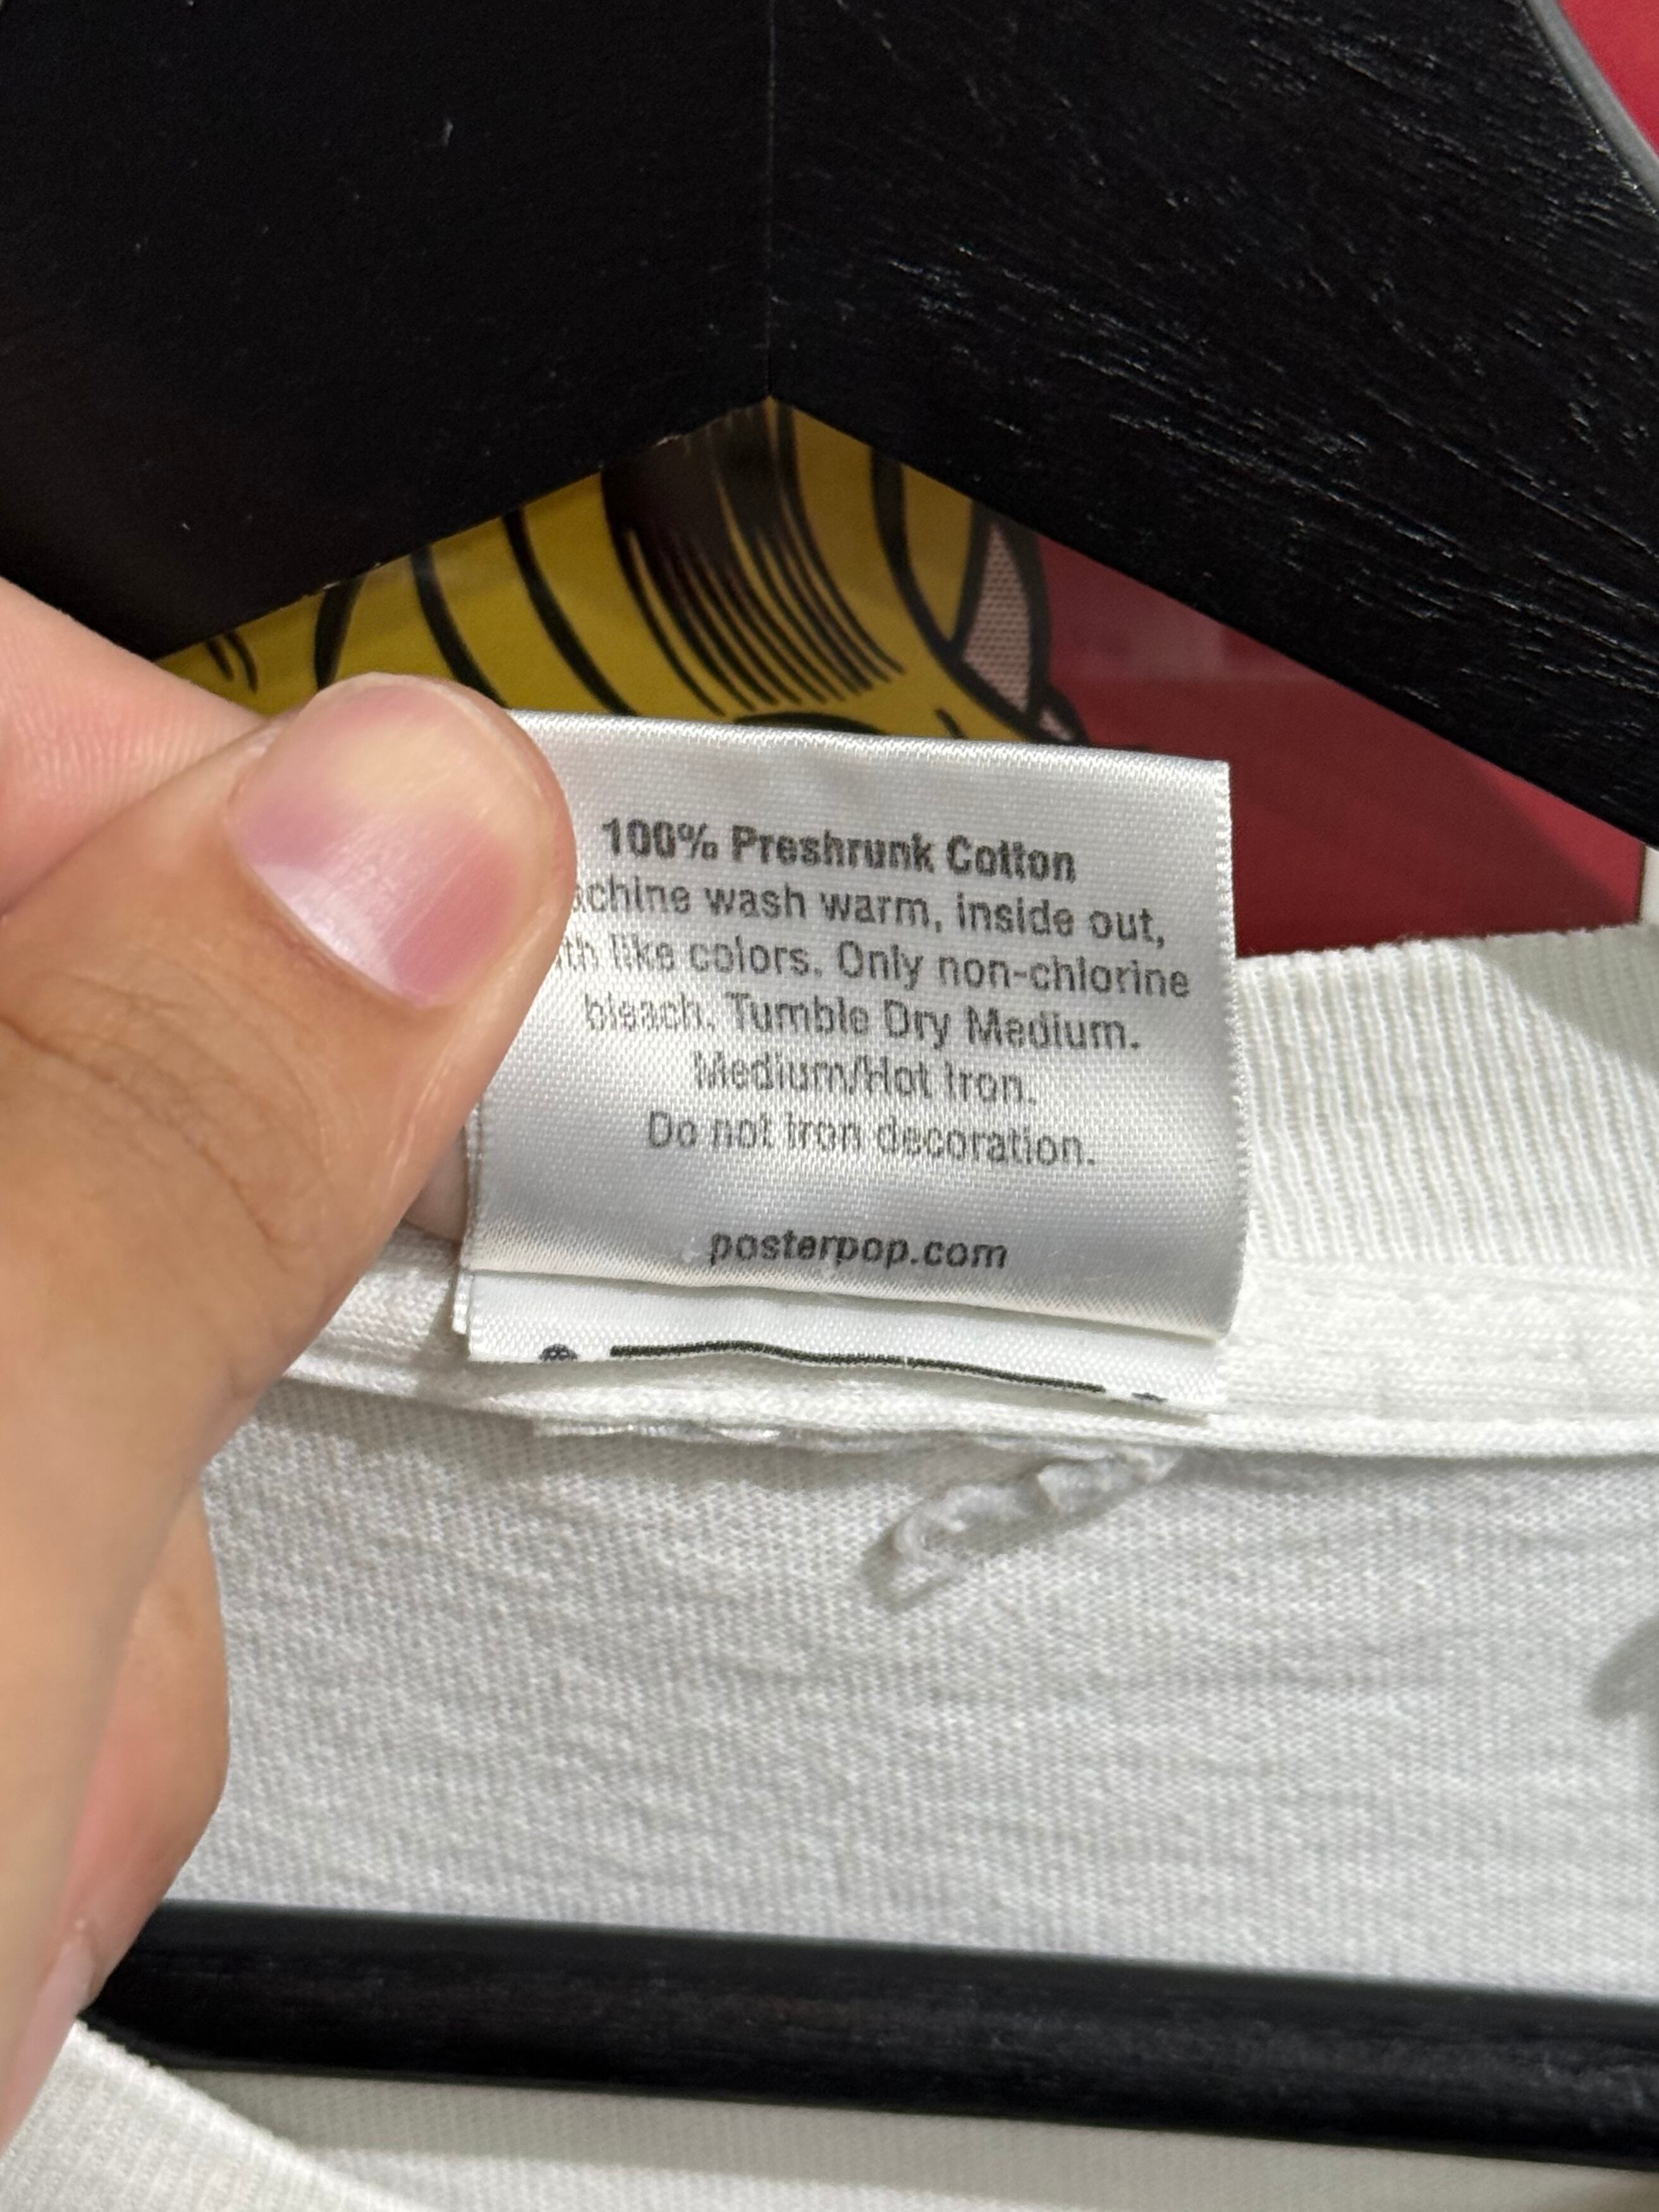 100% Preshrunk Cotton
achine wash warm, inside out,
th like colors. Only non-chlorine
bleach. Tumble Dry Medium.
Medium/Hot Iron.
Do not iron decoration.
posterpop.com